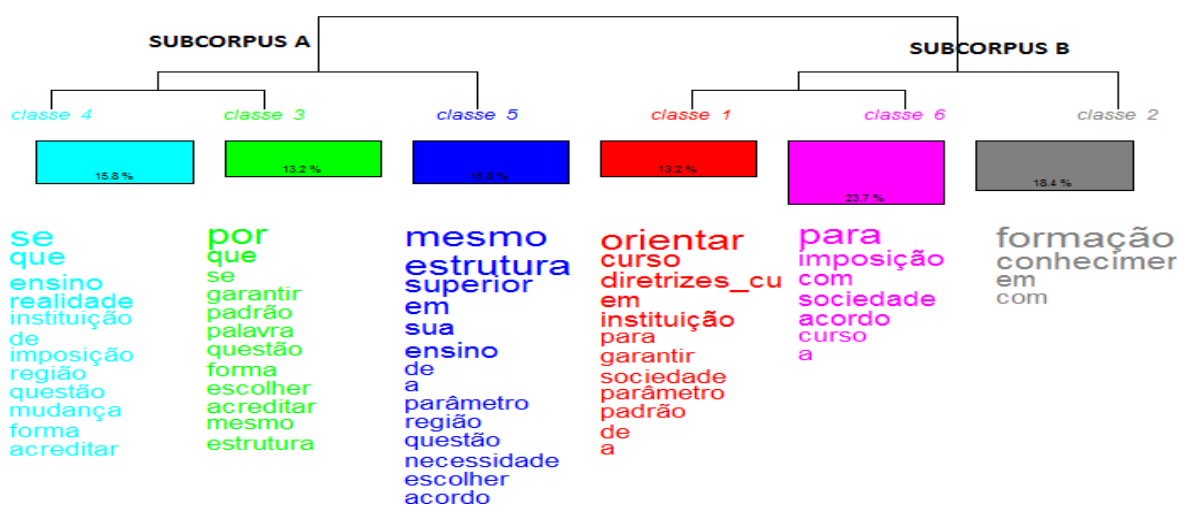 SUBCORPUS A
SUBCORPUS B
classe 4
classe 3
classe 5
classe 1
classe 6
classe 2
15.8 %
13.2 %
15.8 %
13.2 %
23.7 %
18.4 %
se
que
ensino
realidade
instituição
de
imposição
região
questão
mudança
forma
acreditar
por
que
se
garantir
padrão
palavra
questão
forma
escolher
acreditar
mesmo
estrutura
mesmo
estrutura
superior
em
sua
ensino
de
a
parâmetro
região
questão
necessidade
escolher
acordo
orientar
curso
diretrizes_cu
em
instituição
para
garantir
sociedade
parâmetro
padrão
de
a
para
imposição
com
sociedade
acordo
curso
a
formação
conhecimer
em
com